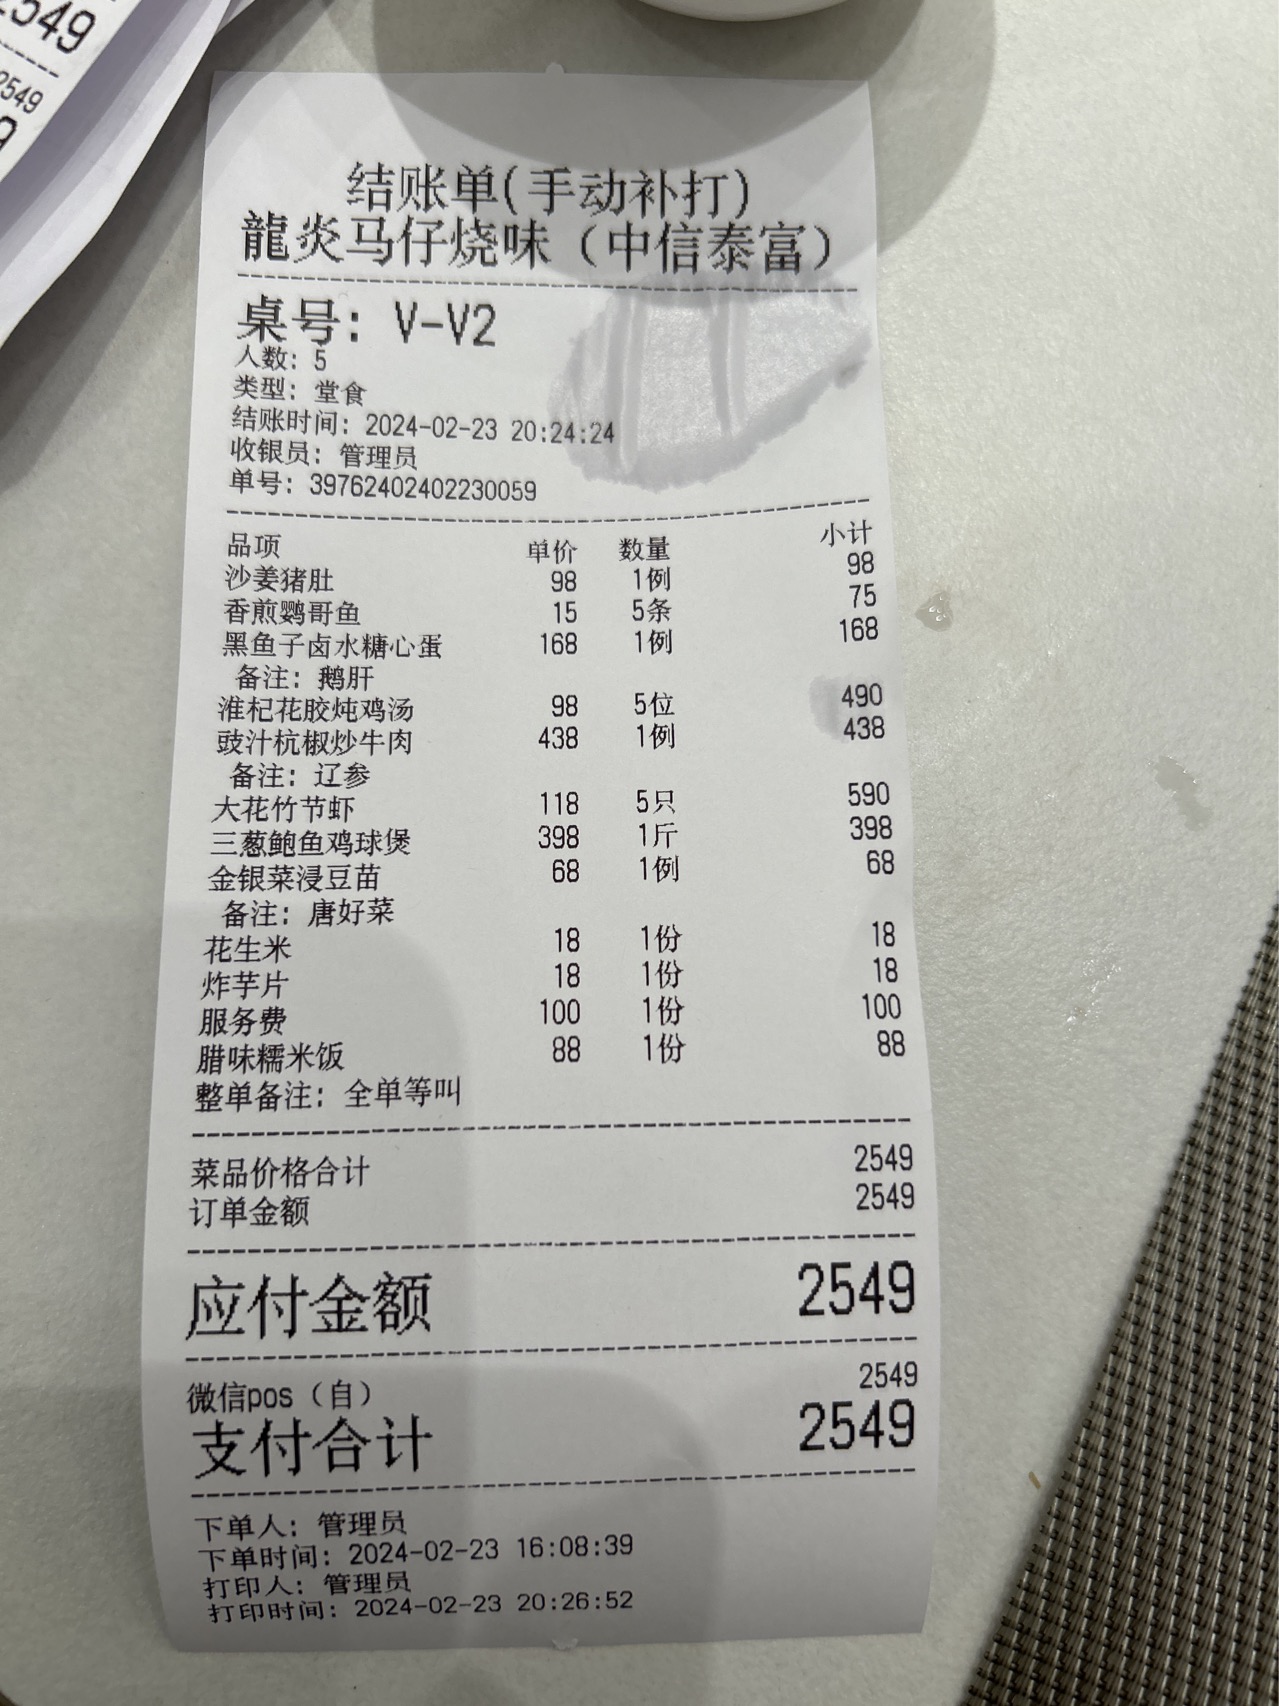 2549
2549
9
结账单(手动补打)
龍炎马仔烧味（中信泰富）
桌号: V-V2
人数: 5
类型: 堂食
结账时间: 2024-02-23 20:24:24
收银员: 管理员
单号: 39762402402230059
品项 单价 数量 小计
沙姜猪肚 98 1例 98
香煎鹦哥鱼 15 5条 75
黑鱼子卤水糖心蛋 168 1例 168
备注: 鹅肝
淮杞花胶炖鸡汤 98 5位 490
豉汁杭椒炒牛肉 438 1例 438
备注: 辽参
大花竹节虾 118 5只 590
三葱鲍鱼鸡球煲 398 1斤 398
金银菜浸豆苗 68 1例 68
备注: 唐好菜
花生米 18 1份 18
炸芋片 18 1份 18
服务费 100 1份 100
腊味糯米饭 88 1份 88
整单备注: 全单等叫
菜品价格合计 2549
订单金额 2549
应付金额 2549
微信pos（自） 2549
支付合计 2549
下单人: 管理员
下单时间: 2024-02-23 16:08:39
打印人: 管理员
打印时间: 2024-02-23 20:26:52